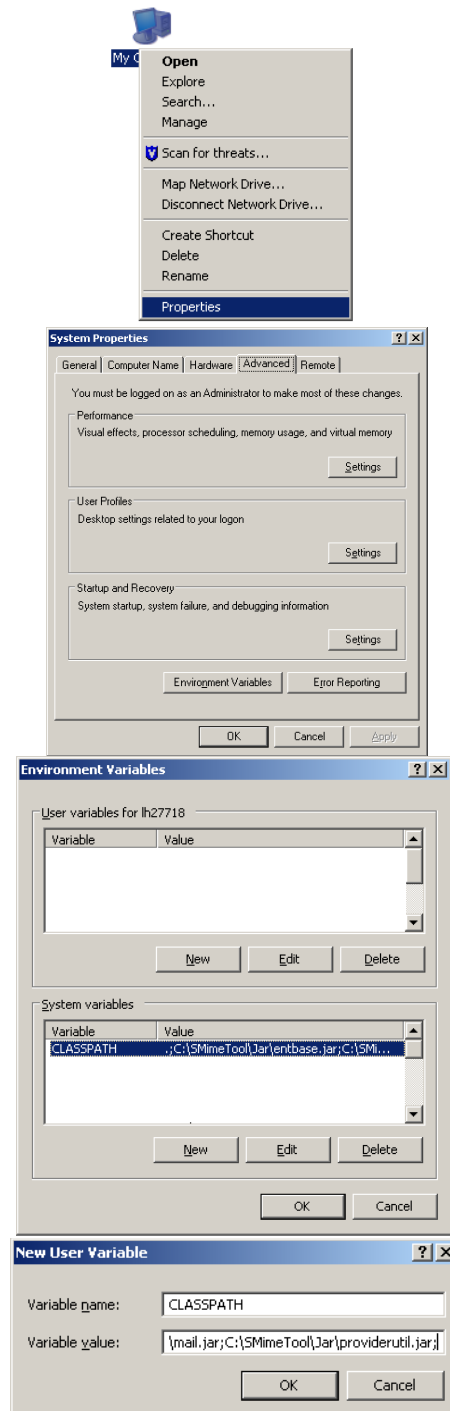 My C
Open
Explore
Search...
Manage
Scan for threats...
Map Network Drive...
Disconnect Network Drive...
Create Shortcut
Delete
Rename
Properties
System Properties
General Computer Name Hardware Advanced Remote
You must be logged on as an Administrator to make most of these changes.
Performance
Visual effects, processor scheduling, memory usage, and virtual memory
Settings
User Profiles
Desktop settings related to your logon
Settings
Startup and Recovery
System startup, system failure, and debugging information
Settings
Environment Variables Error Reporting
OK Cancel Apply
Environment Variables
User variables for lh27718
Variable Value
New Edit Delete
System variables
Variable Value
CLASSPATH .;C:\SMimeTool\Jar\entbase.jar;C:\SMi...
New Edit Delete
OK Cancel
New User Variable
Variable name: CLASSPATH
Variable value: \mail.jar;C:\SMimeTool\Jar\providerutil.jar;
OK Cancel